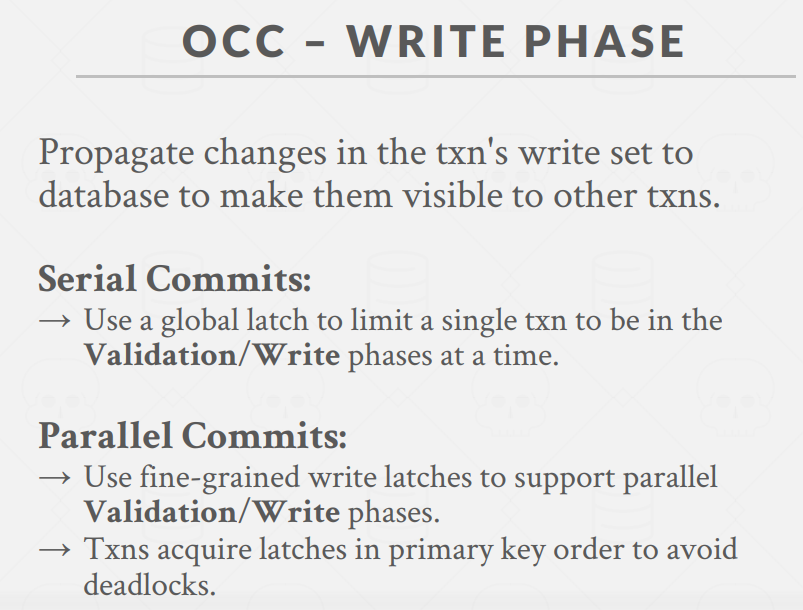 OCC – WRITE PHASE
Propagate changes in the txn's write set to
database to make them visible to other txns.
Serial Commits:
→ Use a global latch to limit a single txn to be in the
Validation/Write phases at a time.
Parallel Commits:
→ Use fine-grained write latches to support parallel
Validation/Write phases.
→ Txns acquire latches in primary key order to avoid
deadlocks.